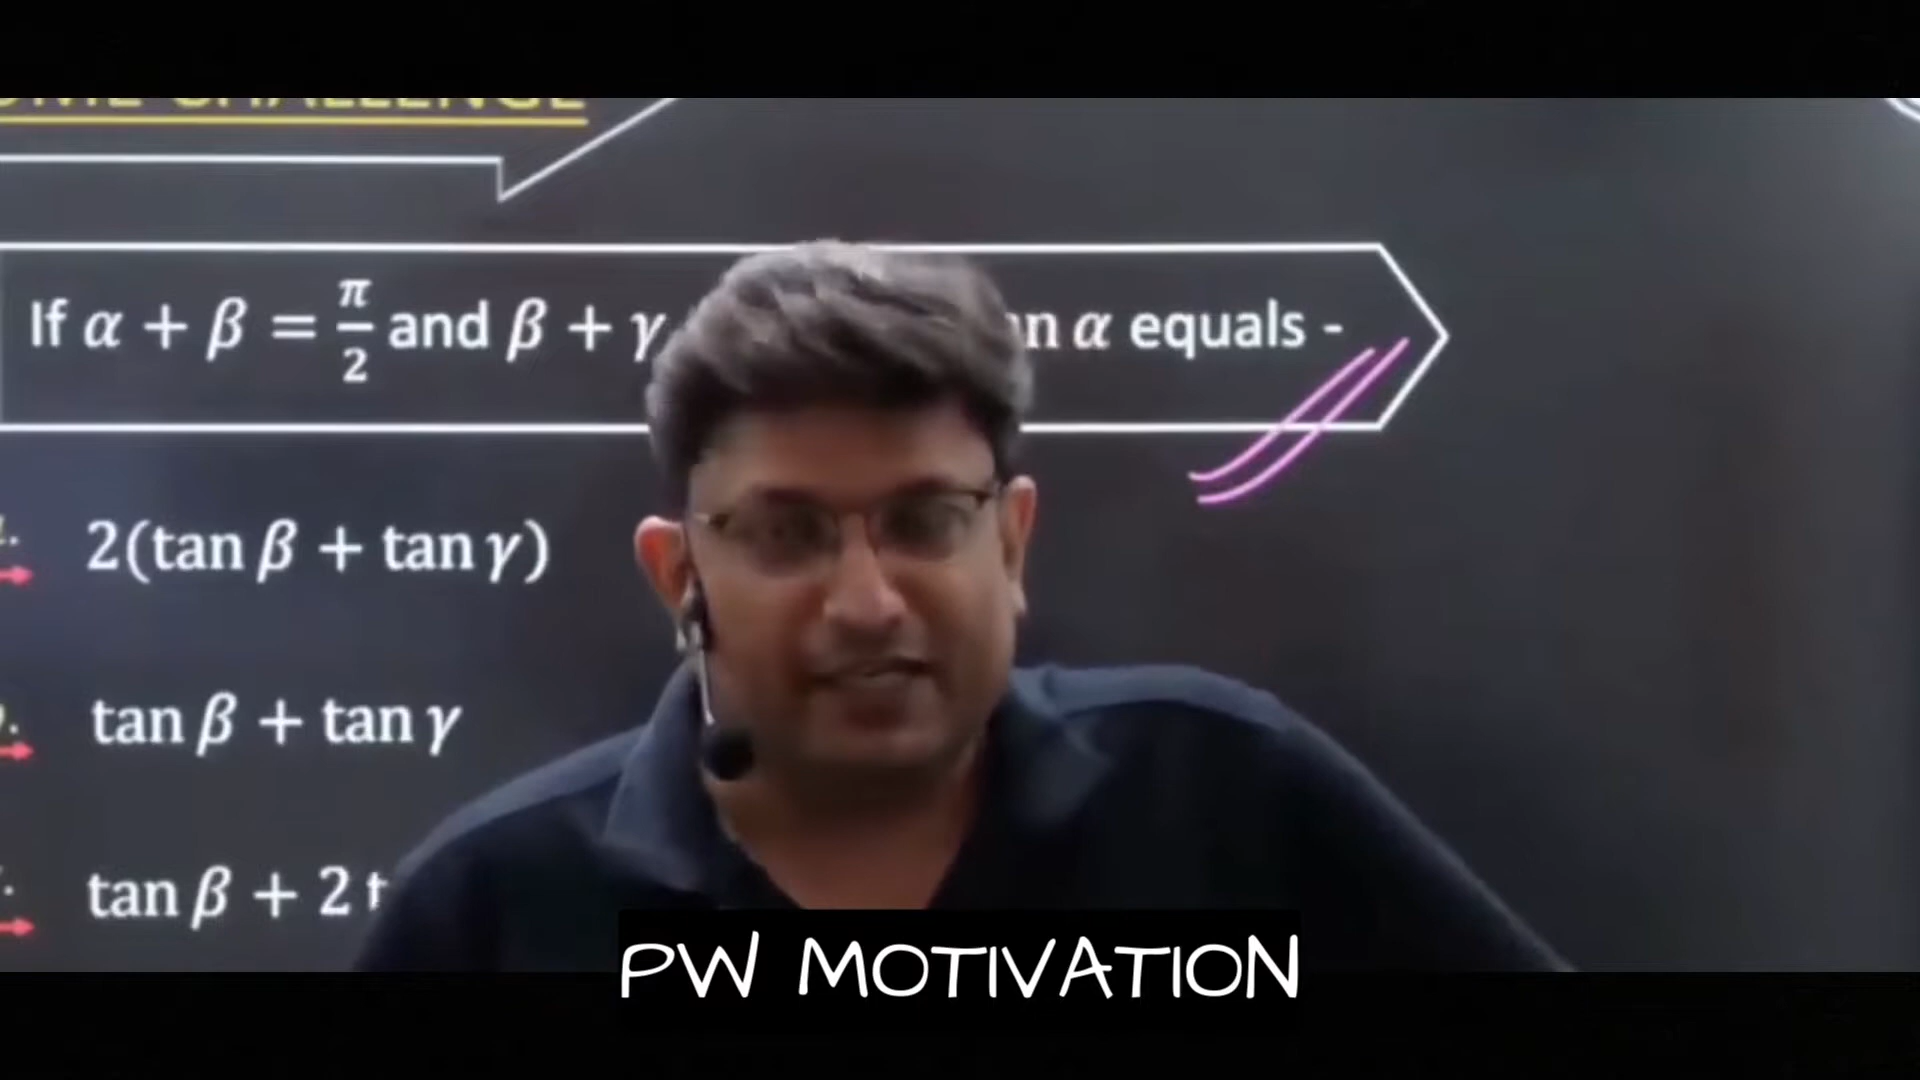 If α + β = π/2 and β + γ α equals -
2(tan β + tan γ)
tan β + tan γ
tan β + 2
PW MOTIVATION